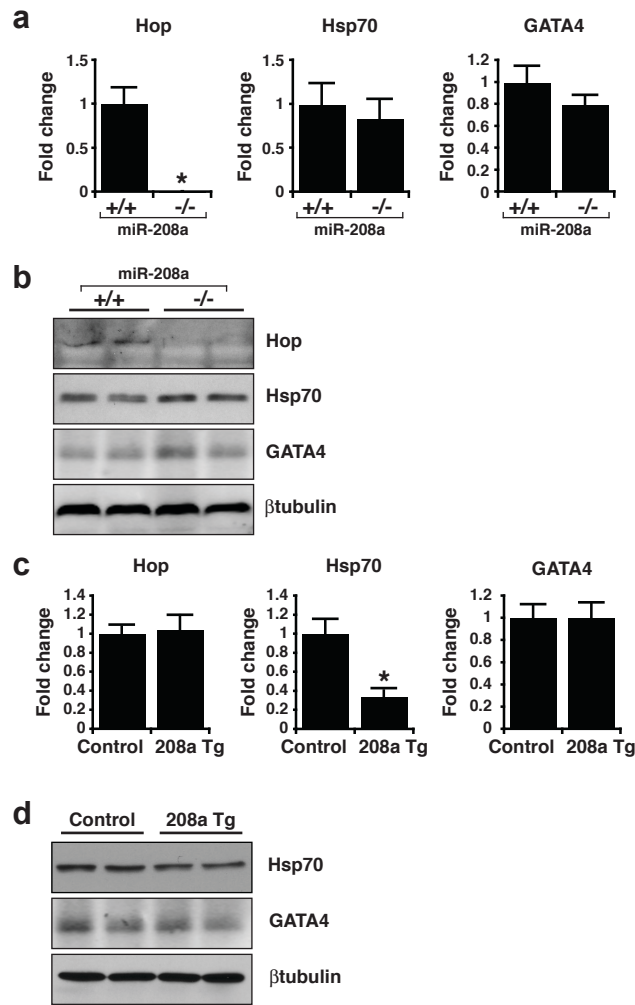 a
Hop
Fold change
1.5
1
0.5
0
*
+/+ -/-
miR-208a
Hsp70
Fold change
1.5
1
0.5
0
+/+ -/-
miR-208a
GATA4
Fold change
1.2
1
0.8
0.6
0.4
0.2
0
+/+ -/-
miR-208a
b
miR-208a
+/+ -/-
Hop
Hsp70
GATA4
βtubulin
c
Hop
Fold change
1.4
1.2
1
0.8
0.6
0.4
0.2
0
Control 208a Tg
Hsp70
Fold change
1.4
1.2
1
0.8
0.6
0.4
0.2
0
*
Control 208a Tg
GATA4
Fold change
1.2
1
0.8
0.6
0.4
0.2
0
Control 208a Tg
d
Control 208a Tg
Hsp70
GATA4
βtubulin